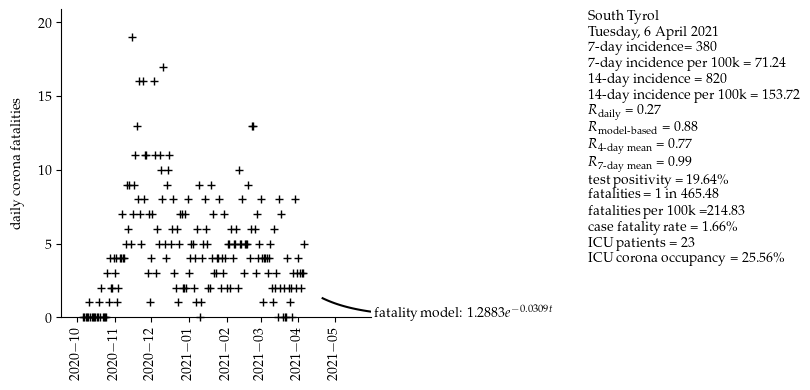 20
15
10
5
0
daily corona fatalities
2020−10
2020−11
2020−12
2021−01
2021−02
2021−03
2021−04
2021−05
fatality model: 1.2883e^−0.0309t
South Tyrol
Tuesday, 6 April 2021
7-day incidence= 380
7-day incidence per 100k = 71.24
14-day incidence = 820
14-day incidence per 100k = 153.72
R_daily = 0.27
R_model-based = 0.88
R_4-day mean = 0.77
R_7-day mean = 0.99
test positivity = 19.64%
fatalities = 1 in 465.48
fatalities per 100k =214.83
case fatality rate = 1.66%
ICU patients = 23
ICU corona occupancy = 25.56%